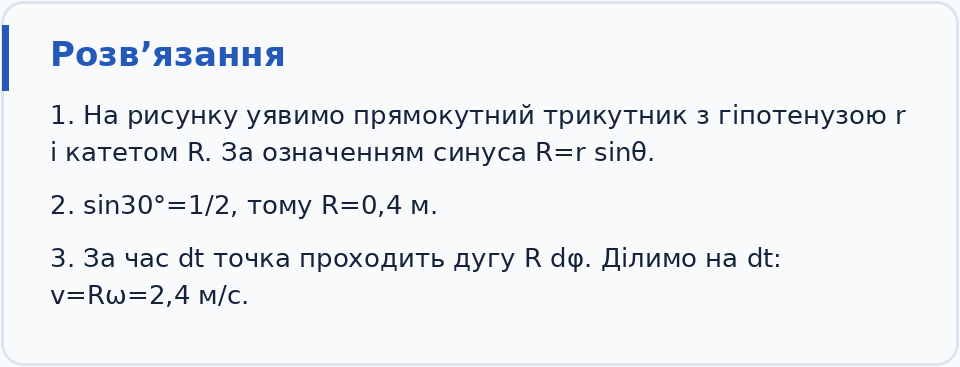 Розв’язання
1. На рисунку уявимо прямокутний трикутник з гіпотенузою r
і катетом R. За означенням синуса R=r sinθ.
2. sin30°=1/2, тому R=0,4 м.
3. За час dt точка проходить дугу R dφ. Ділимо на dt:
v=Rω=2,4 м/с.